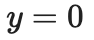 y = 0